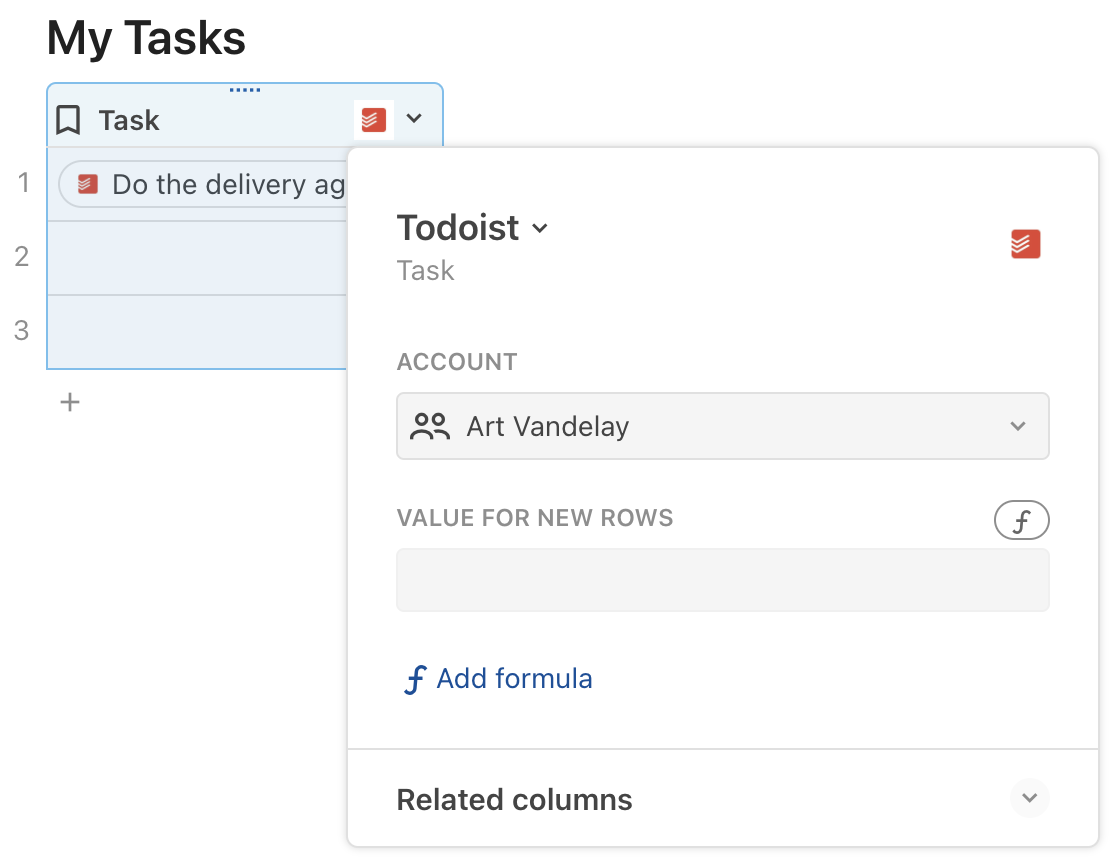 My Tasks
Task
1 Do the delivery ag
2
3
+
Todoist
Task
ACCOUNT
Art Vandelay
VALUE FOR NEW ROWS
f
f Add formula
Related columns